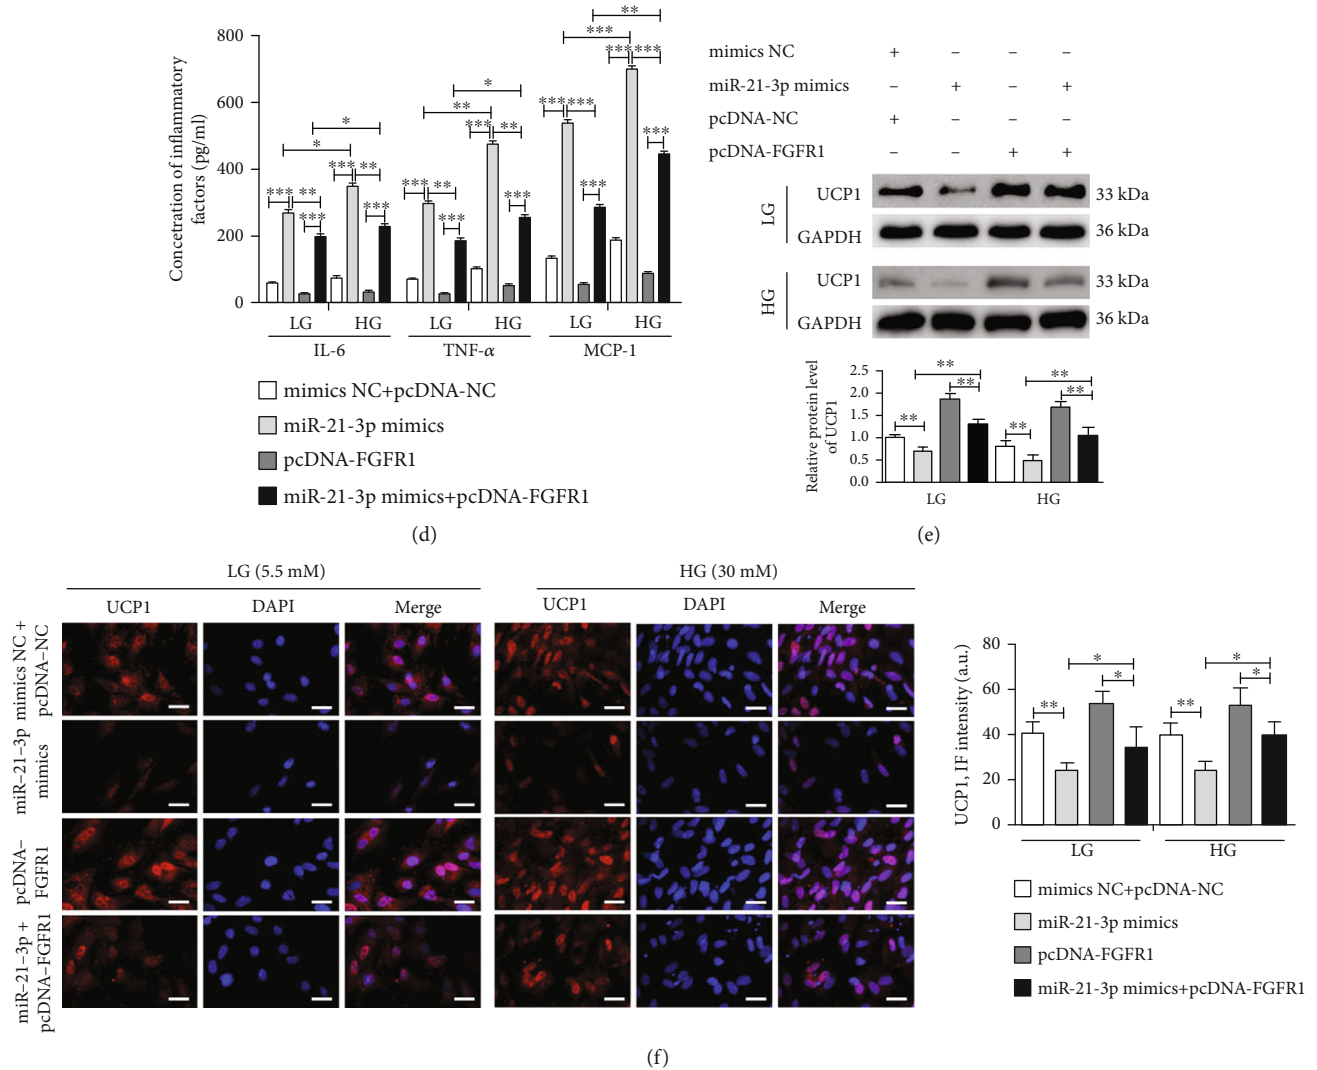 Concetration of inflammatory
factors (pg/ml)
800
600
400
200
0
*** ** *** *** ** *** * *
*** ** *** *** ** *** ** *
*** *** *** *** *** *** *** **
LG HG LG HG LG HG
IL-6 TNF-α MCP-1
mimics NC+pcDNA-NC
miR-21-3p mimics
pcDNA-FGFR1
miR-21-3p mimics+pcDNA-FGFR1
(d)
mimics NC + – – –
miR-21-3p mimics – + – +
pcDNA-NC + – – –
pcDNA-FGFR1 – – + +
LG
UCP1 33 kDa
GAPDH 36 kDa
HG
UCP1 33 kDa
GAPDH 36 kDa
Relative protein level
of UCP1
2.5
2.0
1.5
1.0
0.5
0.0
** ** ** ** ** **
LG HG
(e)
LG (5.5 mM) HG (30 mM)
UCP1 DAPI Merge UCP1 DAPI Merge
mimics NC +
pcDNA–NC
miR–21–3p
mimics
pcDNA–
FGFR1
miR–21–3p +
pcDNA–FGFR1
UCP1, IF intensity (a.u.)
80
60
40
20
0
** * * ** * *
LG HG
mimics NC+pcDNA-NC
miR-21-3p mimics
pcDNA-FGFR1
miR-21-3p mimics+pcDNA-FGFR1
(f)